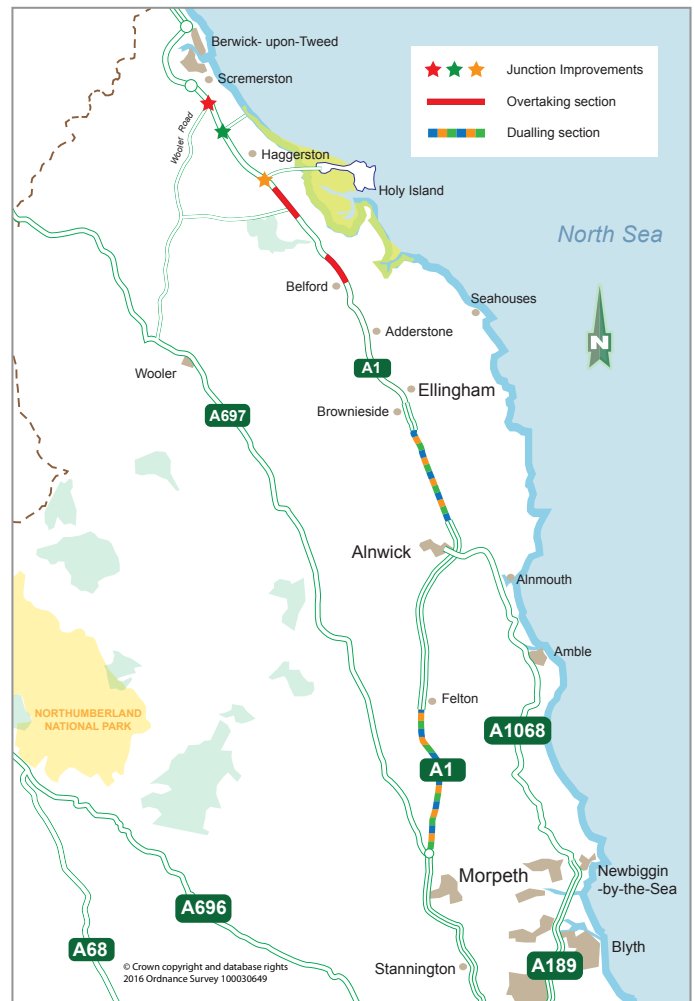 Berwick- upon-Tweed
Scremerston
Junction Improvements
Overtaking section
Dualling section
Wooler Road
Haggerston
Holy Island
North Sea
N
Belford
Seahouses
Adderstone
A1
Wooler
Ellingham
A697
Brownieside
Alnwick
Alnmouth
Amble
Felton
NORTHUMBERLAND
NATIONAL PARK
A1068
A1
Morpeth
Newbiggin
-by-the-Sea
A696
Blyth
A68
Stannington
A189
© Crown copyright and database rights
2016 Ordnance Survey 100030649